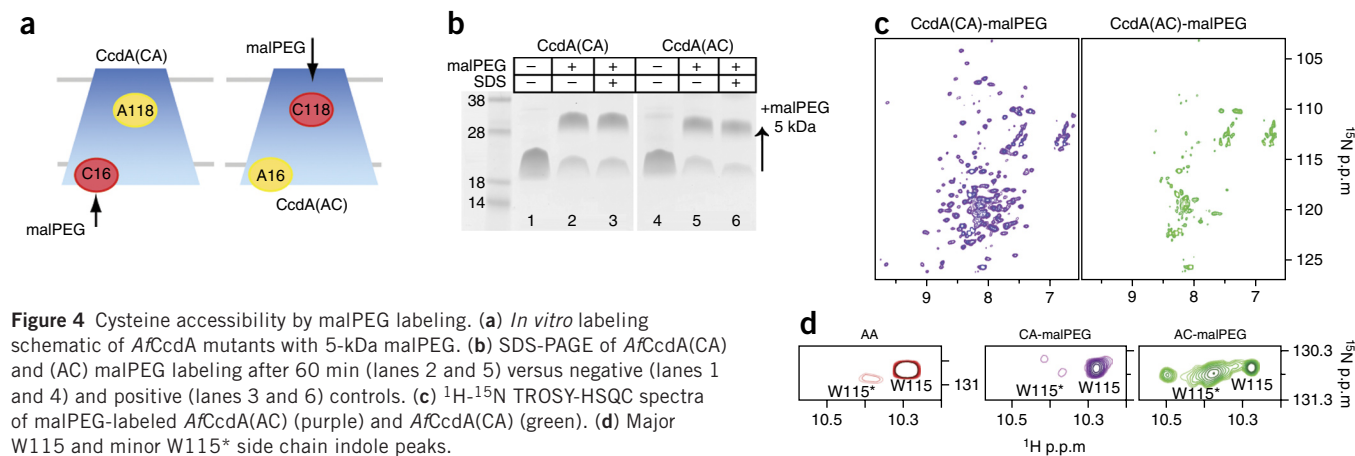 a
CcdA(CA)
malPEG
A118
C118
C16
A16
malPEG
CcdA(AC)
b
CcdA(CA) CcdA(AC)
malPEG – + + – + +
SDS – – + – – +
38
28
18
14
+malPEG
5 kDa
1 2 3 4 5 6
c
CcdA(CA)-malPEG CcdA(AC)-malPEG
105
110
115
120
125
15N p.p.m
9 8 7 9 8 7
d
AA CA-malPEG AC-malPEG
130.3
131
131.3
15N p.p.m
W115* W115 W115* W115 W115* W115
10.5 10.3 10.5 10.3 10.5 10.3
1H p.p.m
Figure 4 Cysteine accessibility by malPEG labeling. (a) In vitro labeling
schematic of AfCcdA mutants with 5-kDa malPEG. (b) SDS-PAGE of AfCcdA(CA)
and (AC) malPEG labeling after 60 min (lanes 2 and 5) versus negative (lanes 1
and 4) and positive (lanes 3 and 6) controls. (c) 1H-15N TROSY-HSQC spectra
of malPEG-labeled AfCcdA(AC) (purple) and AfCcdA(CA) (green). (d) Major
W115 and minor W115* side chain indole peaks.